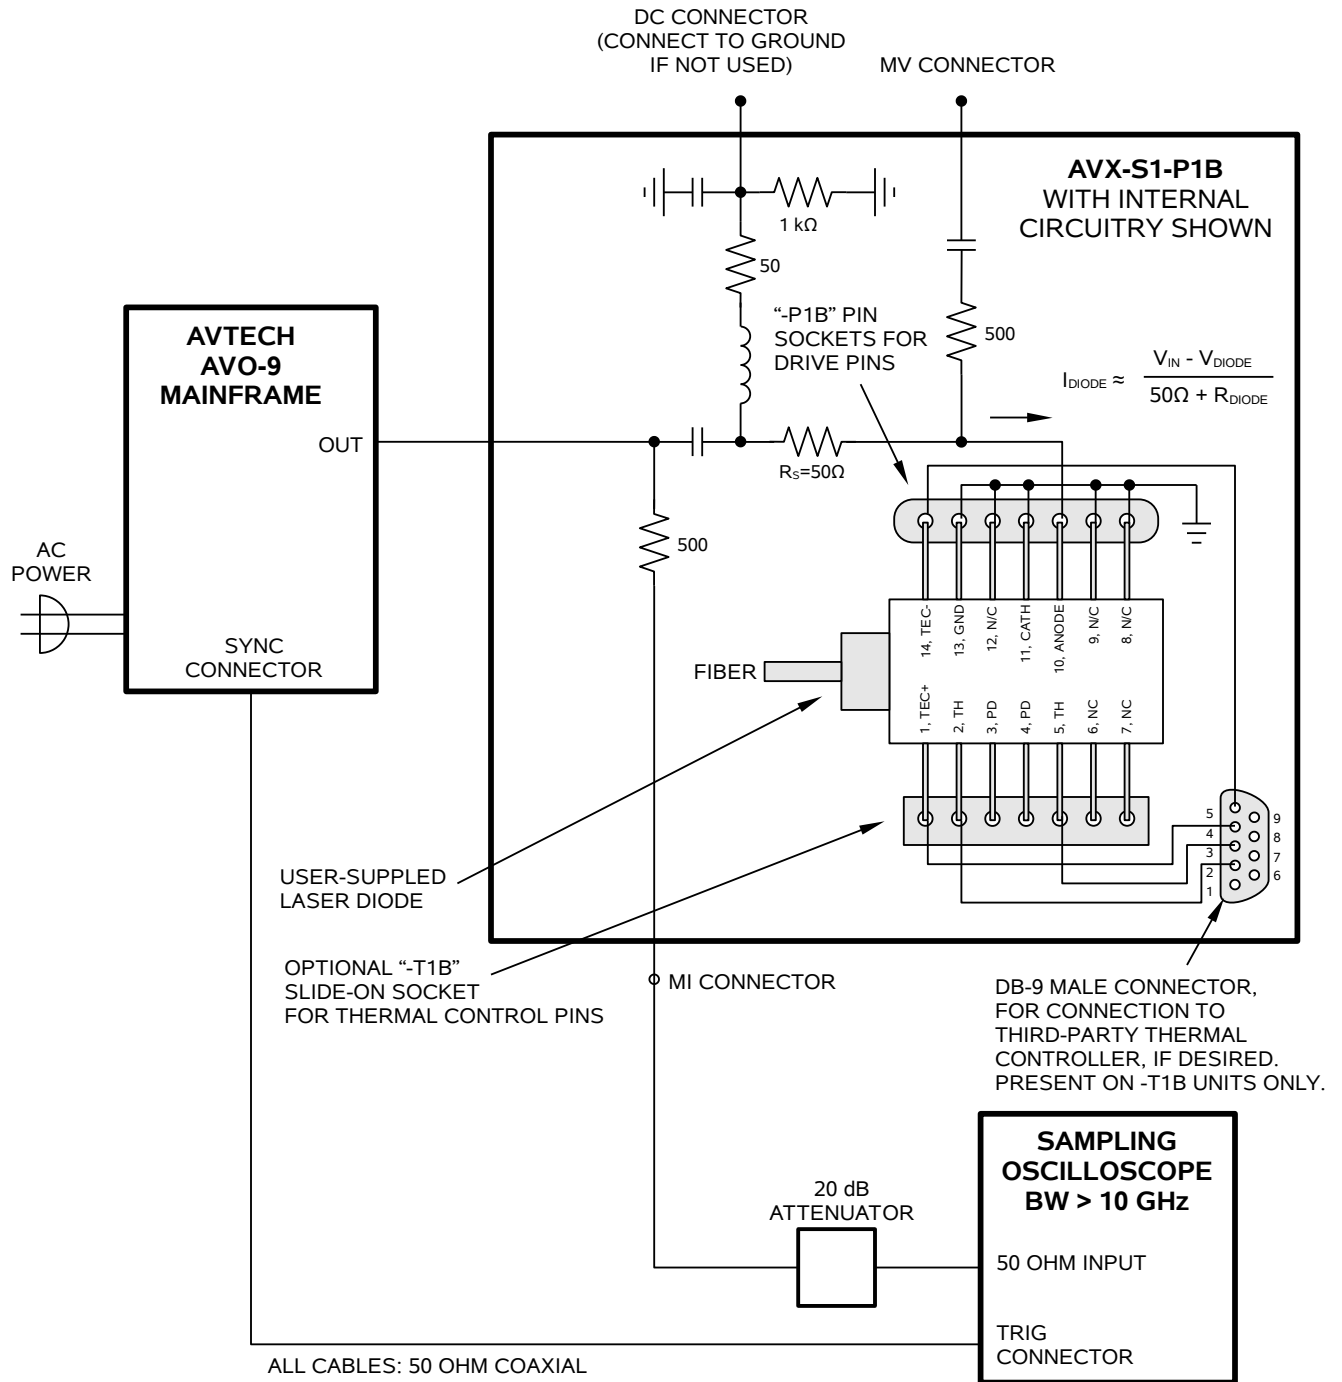 DC CONNECTOR
(CONNECT TO GROUND
IF NOT USED)
MV CONNECTOR
AVX-S1-P1B
WITH INTERNAL
CIRCUITRY SHOWN
1 kΩ
50
"-P1B" PIN
SOCKETS FOR
DRIVE PINS
500
I_DIODE ≈ V_IN - V_DIODE
50Ω + R_DIODE
AVTECH
AVO-9
MAINFRAME
OUT
R_S=50Ω
500
AC
POWER
SYNC
CONNECTOR
14, TEC-
13, GND
12, N/C
11, CATH
10, ANODE
9, N/C
8, N/C
FIBER
1, TEC+
2, TH
3, PD
4, PD
5, TH
6, NC
7, NC
5
4
3
2
1
9
8
7
6
USER-SUPPLED
LASER DIODE
OPTIONAL "-T1B"
SLIDE-ON SOCKET
FOR THERMAL CONTROL PINS
MI CONNECTOR
DB-9 MALE CONNECTOR,
FOR CONNECTION TO
THIRD-PARTY THERMAL
CONTROLLER, IF DESIRED.
PRESENT ON -T1B UNITS ONLY.
SAMPLING
OSCILLOSCOPE
BW > 10 GHz
20 dB
ATTENUATOR
50 OHM INPUT
TRIG
CONNECTOR
ALL CABLES: 50 OHM COAXIAL